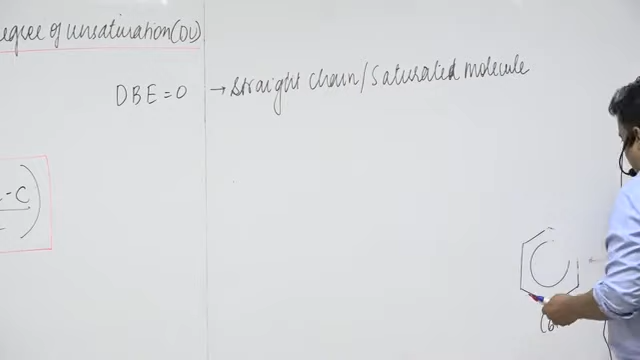 egree of unsaturation(DU)
DBE = 0 → Straight Chain/Saturated molecule
- C